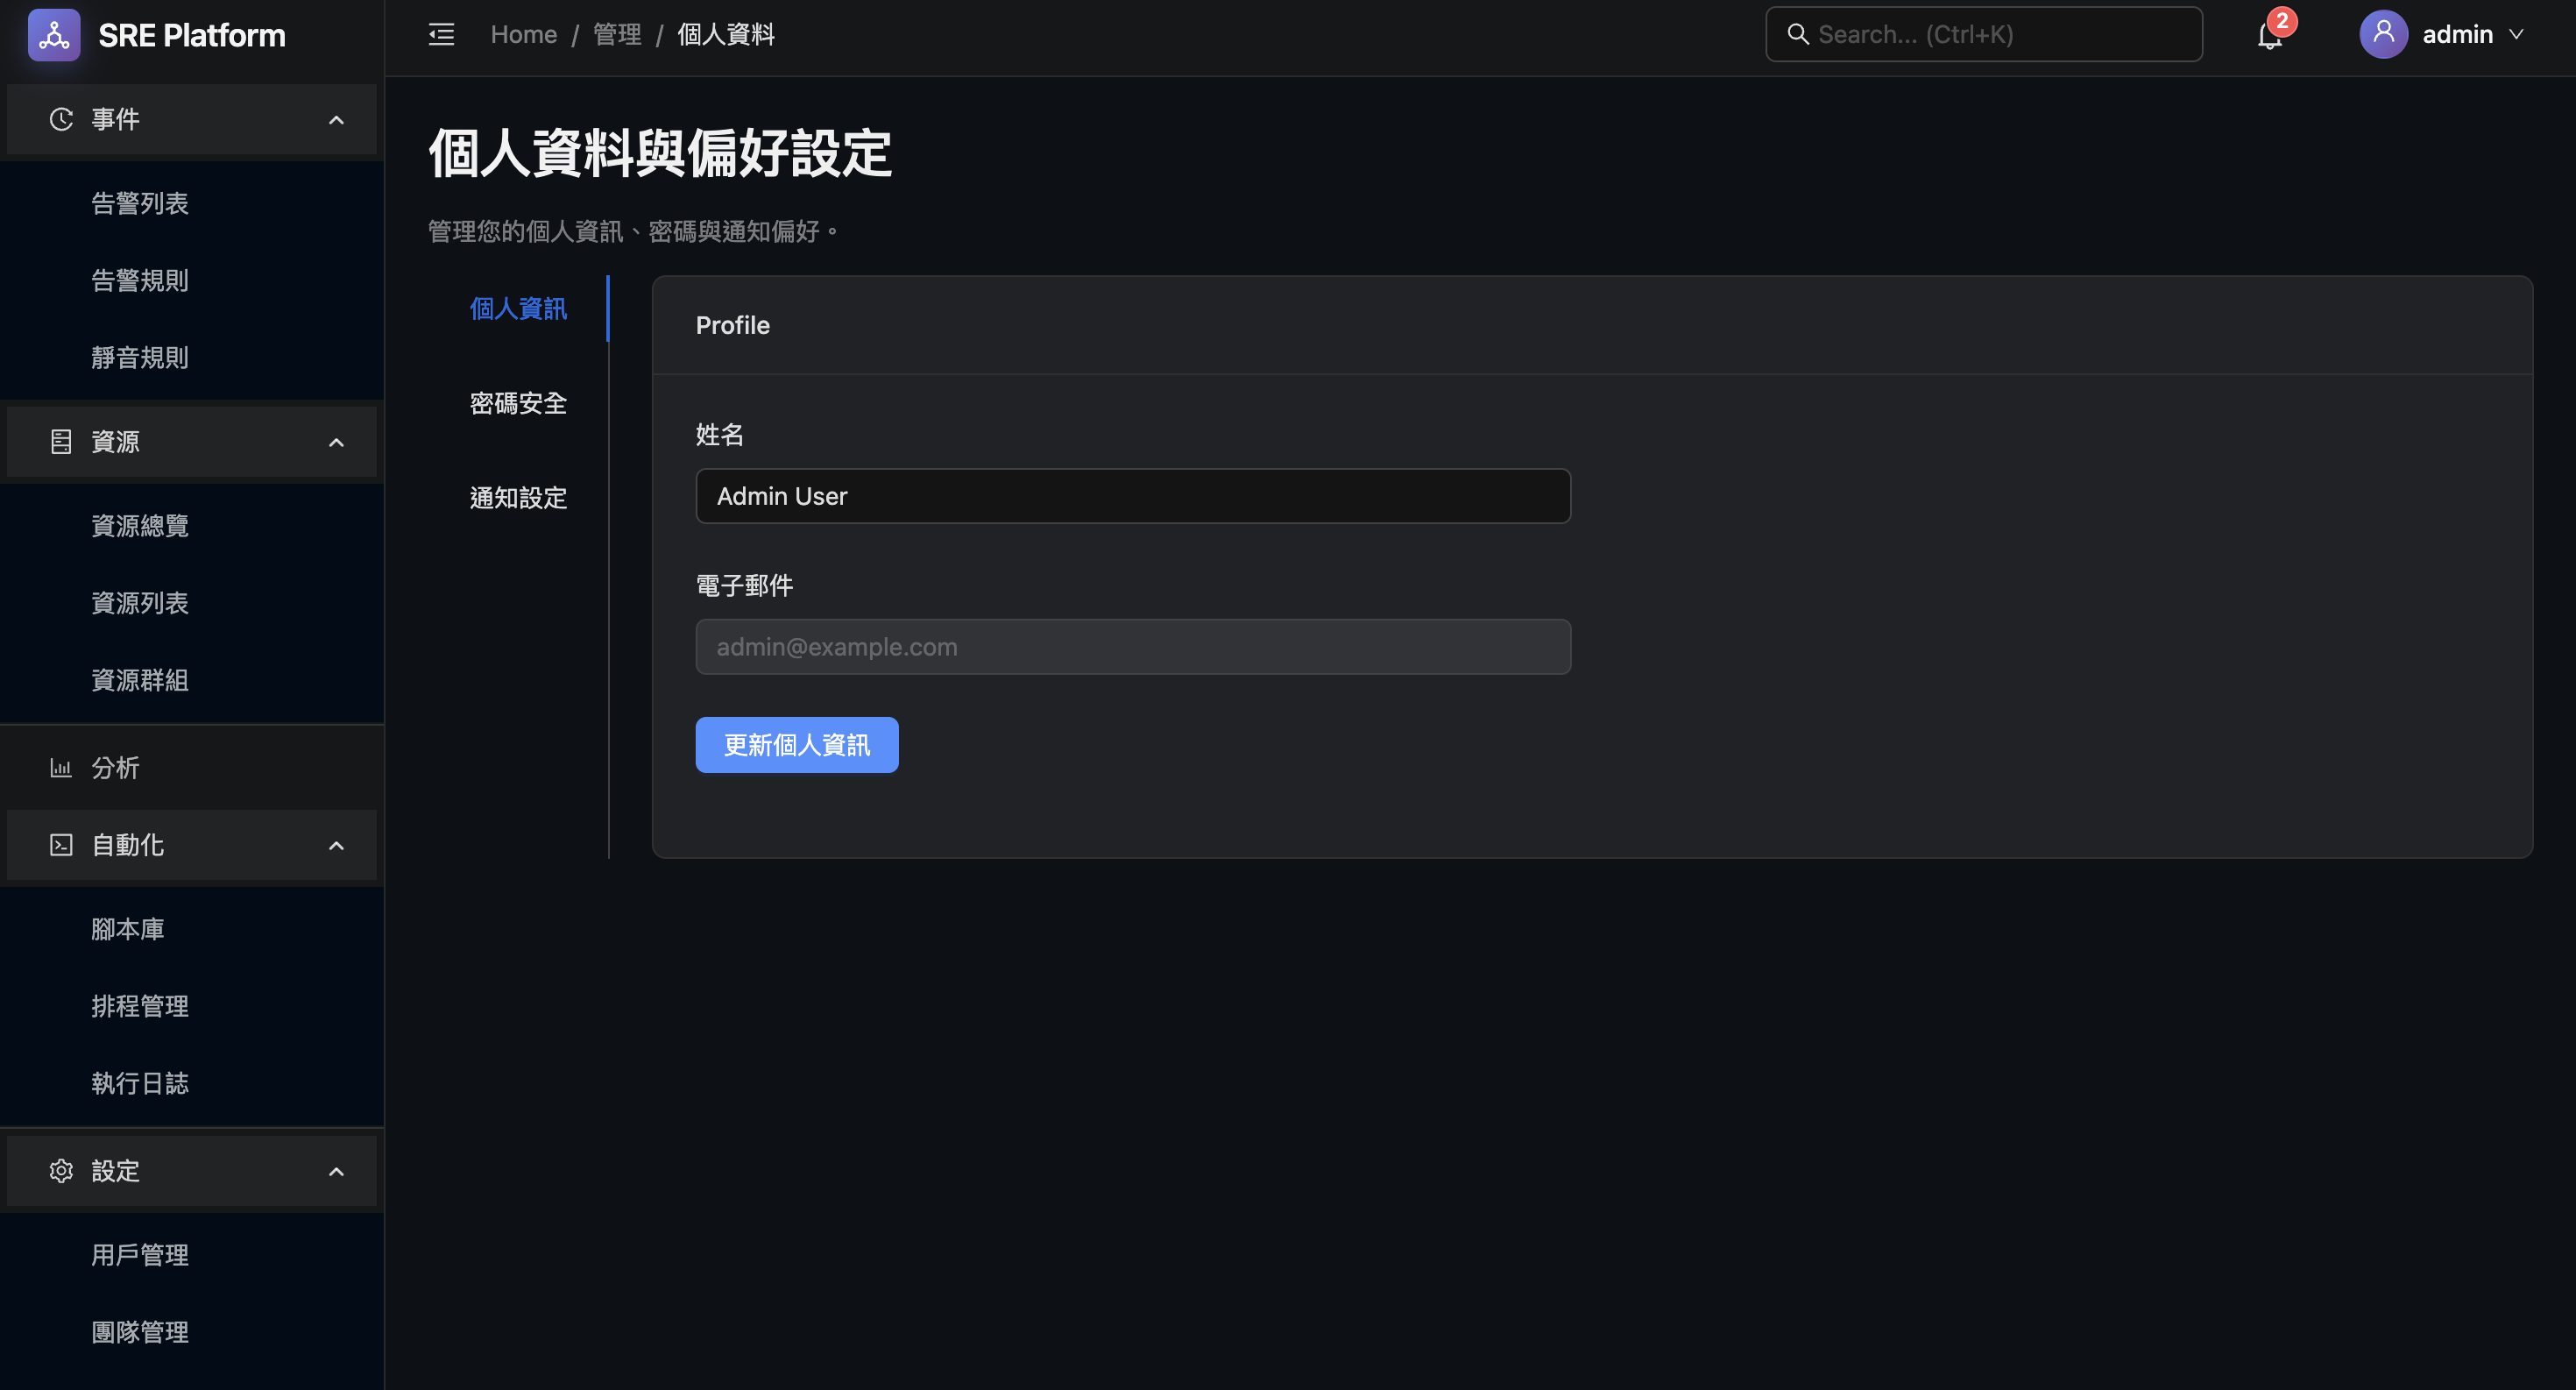 SRE Platform
Home / 管理 / 個人資料
Search... (Ctrl+K)
2
admin
事件
告警列表
告警規則
靜音規則
資源
資源總覽
資源列表
資源群組
分析
自動化
腳本庫
排程管理
執行日誌
設定
用戶管理
團隊管理
個人資料與偏好設定
管理您的個人資訊、密碼與通知偏好。
個人資訊
密碼安全
通知設定
Profile
姓名
Admin User
電子郵件
admin@example.com
更新個人資訊